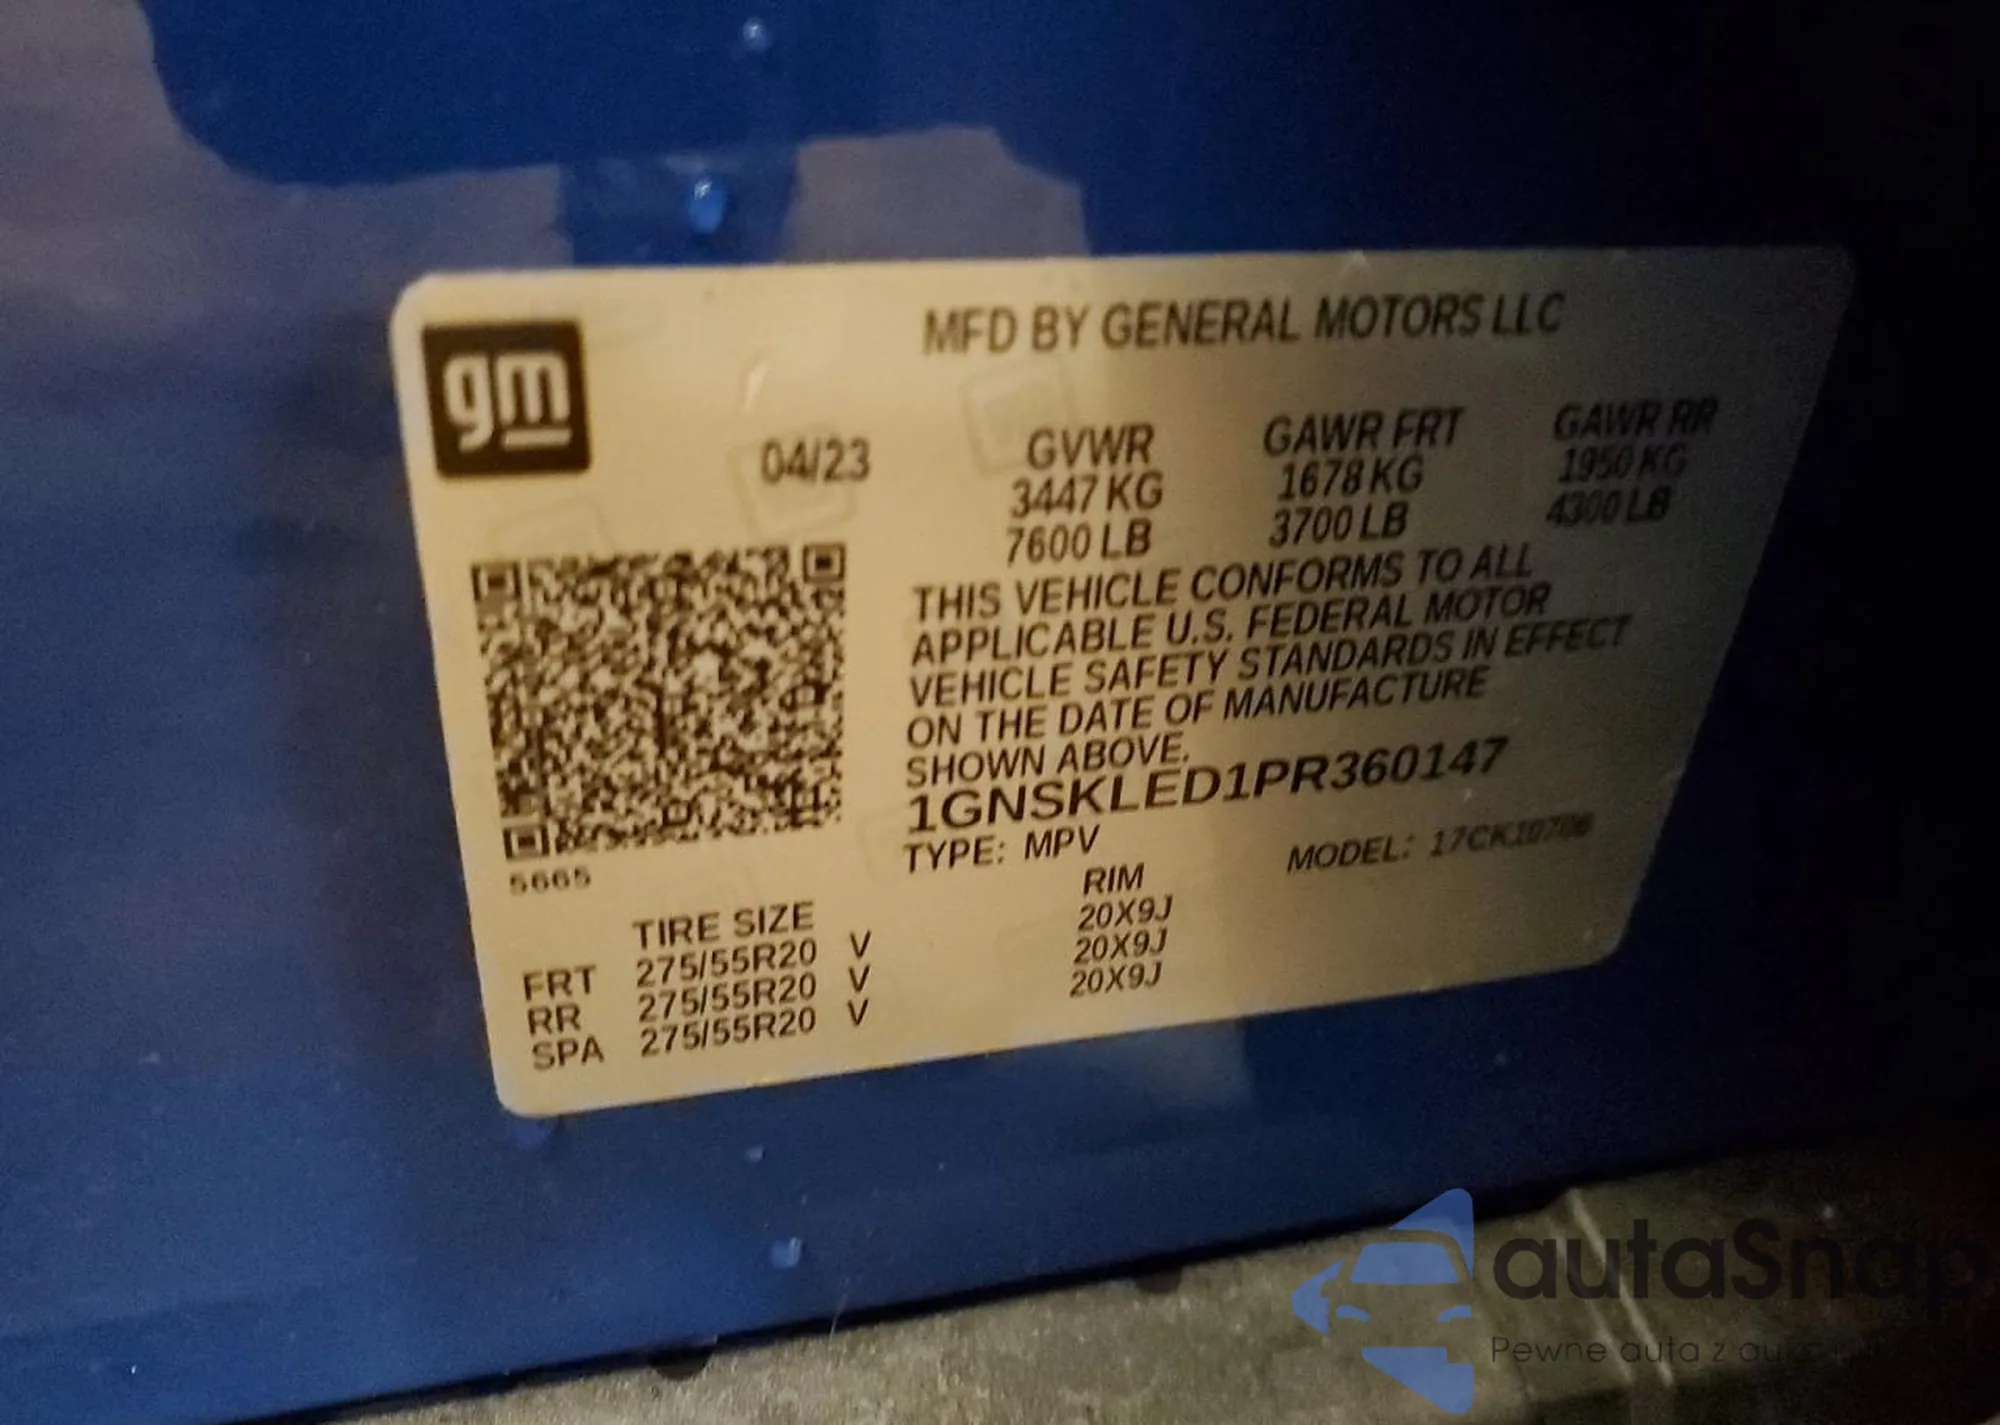 gm
MFD BY GENERAL MOTORS LLC
04/23 GVWR GAWR FRT GAWR RR
3447 KG 1678 KG 1950 KG
7600 LB 3700 LB 4300 LB
THIS VEHICLE CONFORMS TO ALL
APPLICABLE U.S. FEDERAL MOTOR
VEHICLE SAFETY STANDARDS IN EFFECT
ON THE DATE OF MANUFACTURE
SHOWN ABOVE.
1GNSKLED1PR360147
TYPE: MPV MODEL: 17CK10706
5665
TIRE SIZE RIM
FRT 275/55R20 V 20X9J
RR 275/55R20 V 20X9J
SPA 275/55R20 V 20X9J
autaSnap
Pewne auta z